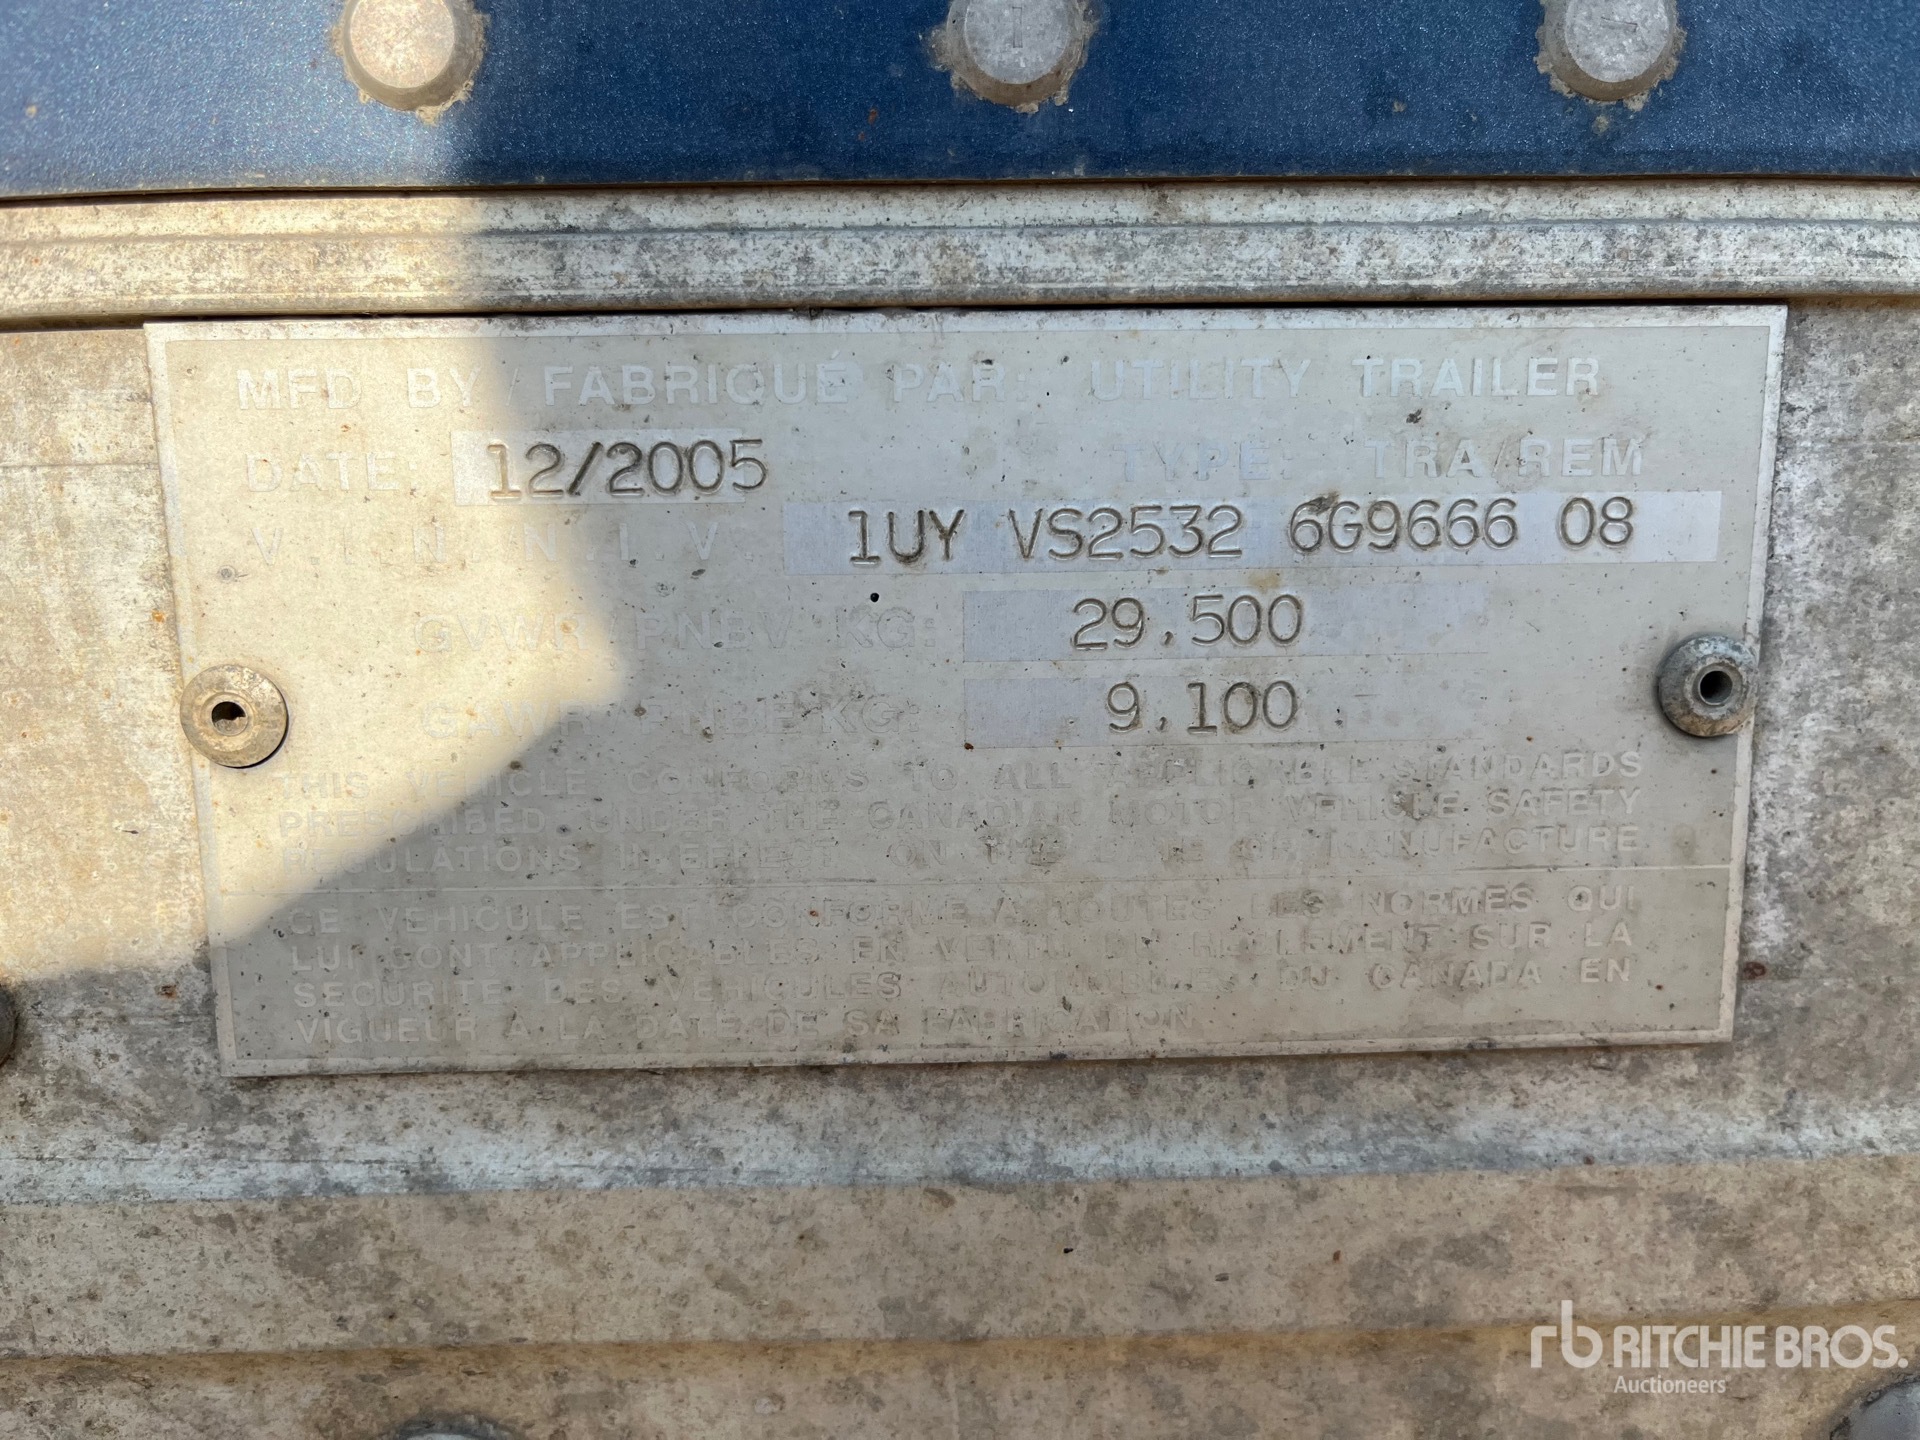 MFD BY / FABRIQUÉ PAR: UTILITY TRAILER
DATE: 12/2005 TYPE: TRA/REM
V.I.N. N.I.V. 1UY VS2532 6G9666 08
GVWR / PNBV KG: 29,500
GAWR / PNBE KG: 9,100
THIS VEHICLE CONFORMS TO ALL APPLICABLE STANDARDS
PRESCRIBED UNDER THE CANADIAN MOTOR VEHICLE SAFETY
REGULATIONS IN EFFECT ON THE DATE OF MANUFACTURE
CE VEHICULE EST CONFORME A TOUTES LES NORMES QUI
LUI SONT APPLICABLES EN VERTU DU REGLEMENT SUR LA
SECURITE DES VEHICULES AUTOMOBILES DU CANADA EN
VIGUEUR A LA DATE DE SA FABRICATION
rb RITCHIE BROS.
Auctioneers